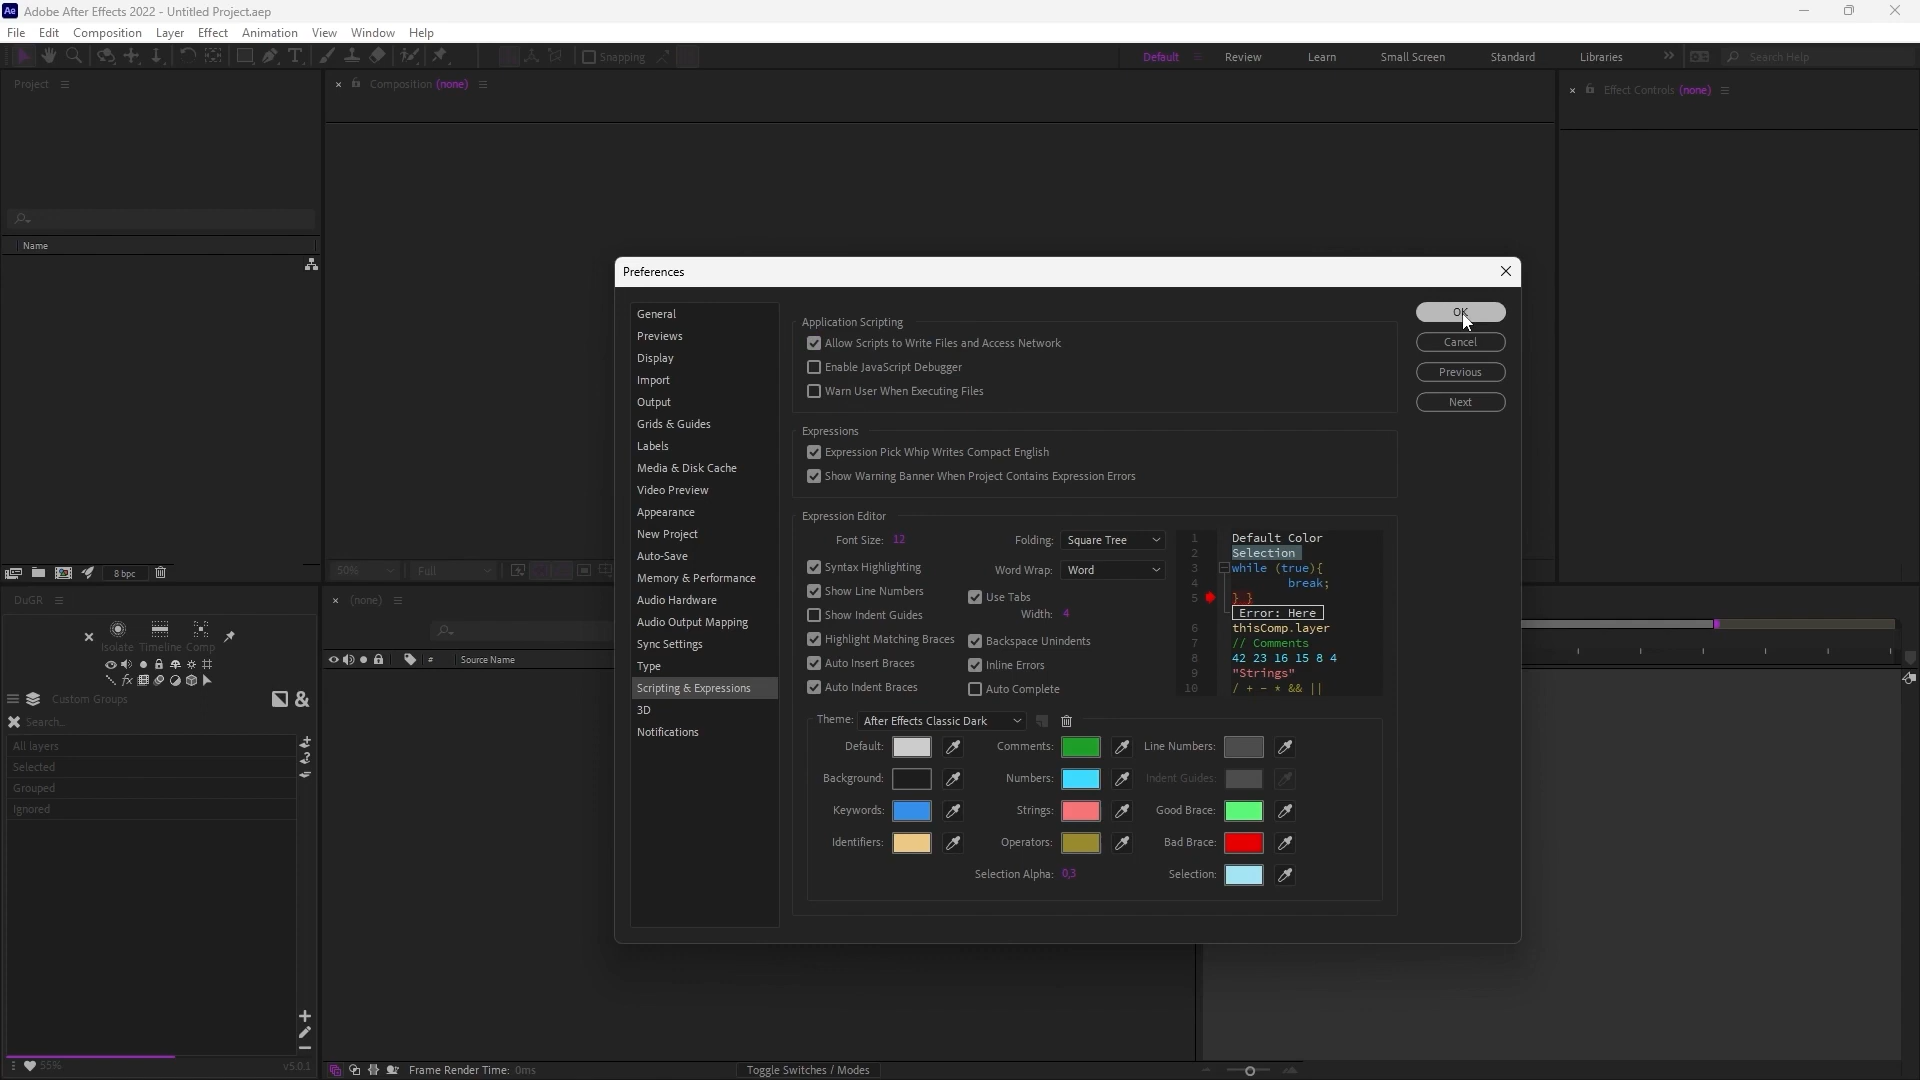 Ae Adobe After Effects 2022 - Untitled Project.aep
File Edit Composition Layer Effect Animation View Window Help
T Snapping Default Review Learn Small Screen Standard Libraries Search Help
Project
Composition (none)
Effect Controls (none)
Name
50% Full
8 bpc
Preferences
General
Previews
Display
Import
Output
Grids & Guides
Labels
Media & Disk Cache
Video Preview
Appearance
New Project
Auto-Save
Memory & Performance
Audio Hardware
Audio Output Mapping
Sync Settings
Type
Scripting & Expressions
3D
Notifications
Application Scripting
Allow Scripts to Write Files and Access Network
Enable JavaScript Debugger
Warn User When Executing Files
Expressions
Expression Pick Whip Writes Compact English
Show Warning Banner When Project Contains Expression Errors
Expression Editor
Font Size: 12
Syntax Highlighting
Show Line Numbers
Show Indent Guides
Highlight Matching Braces
Auto Insert Braces
Auto Indent Braces
Folding: Square Tree
Word Wrap: Word
Use Tabs
Width: 4
Backspace Unindents
Inline Errors
Auto Complete
1 Default Color
2 Selection
3 while (true){
4 break;
5 } }
Error: Here
6 thisComp.layer
7 // Comments
8 42 23 16 15 8 4
9 "Strings"
10 / + - * && ||
Theme: After Effects Classic Dark
Default: Comments: Line Numbers:
Background: Numbers: Indent Guides:
Keywords: Strings: Good Brace:
Identifiers: Operators: Bad Brace:
Selection Alpha: 0,3 Selection:
OK
Cancel
Previous
Next
DuGR
Isolate Timeline Comp
fx
Custom Groups &
Search...
All layers
Selected
Grouped
Ignored
55% v5.0.1
(none)
# Source Name
Frame Render Time: 0ms
Toggle Switches / Modes